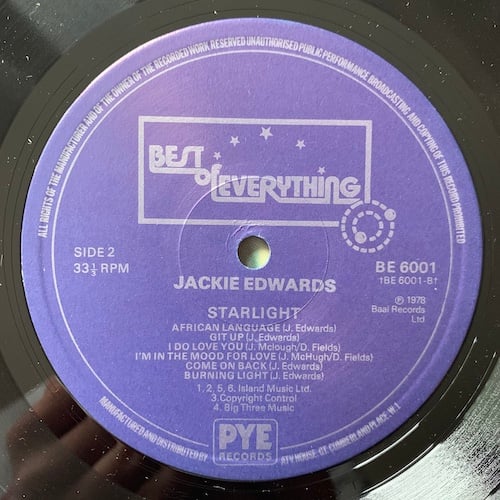 ALL RIGHTS OF THE MANUFACTURER AND OF THE OWNER OF THE RECORDED WORK RESERVED UNAUTHORISED PUBLIC PERFORMANCE BROADCASTING AND COPYING OF THIS RECORD PROHIBITED
BEST
of EVERYTHING
SIDE 2
33⅓ RPM
BE 6001
†BE 6001-B†
JACKIE EDWARDS
℗ 1978
Baal Records
Ltd
STARLIGHT
AFRICAN LANGUAGE (J. Edwards)
GIT UP (J. Edwards)
I DO LOVE YOU (J. Mclough/D. Fields)
I'M IN THE MOOD FOR LOVE (J. McHugh/D. Fields)
COME ON BACK (J. Edwards)
BURNING LIGHT (J. Edwards)
1, 2, 5, 6. Island Music Ltd.
3. Copyright Control
4. Big Three Music
MANUFACTURED AND DISTRIBUTED BY
PYE
RECORDS
ATV HOUSE, GT. CUMBERLAND PLACE, W.1